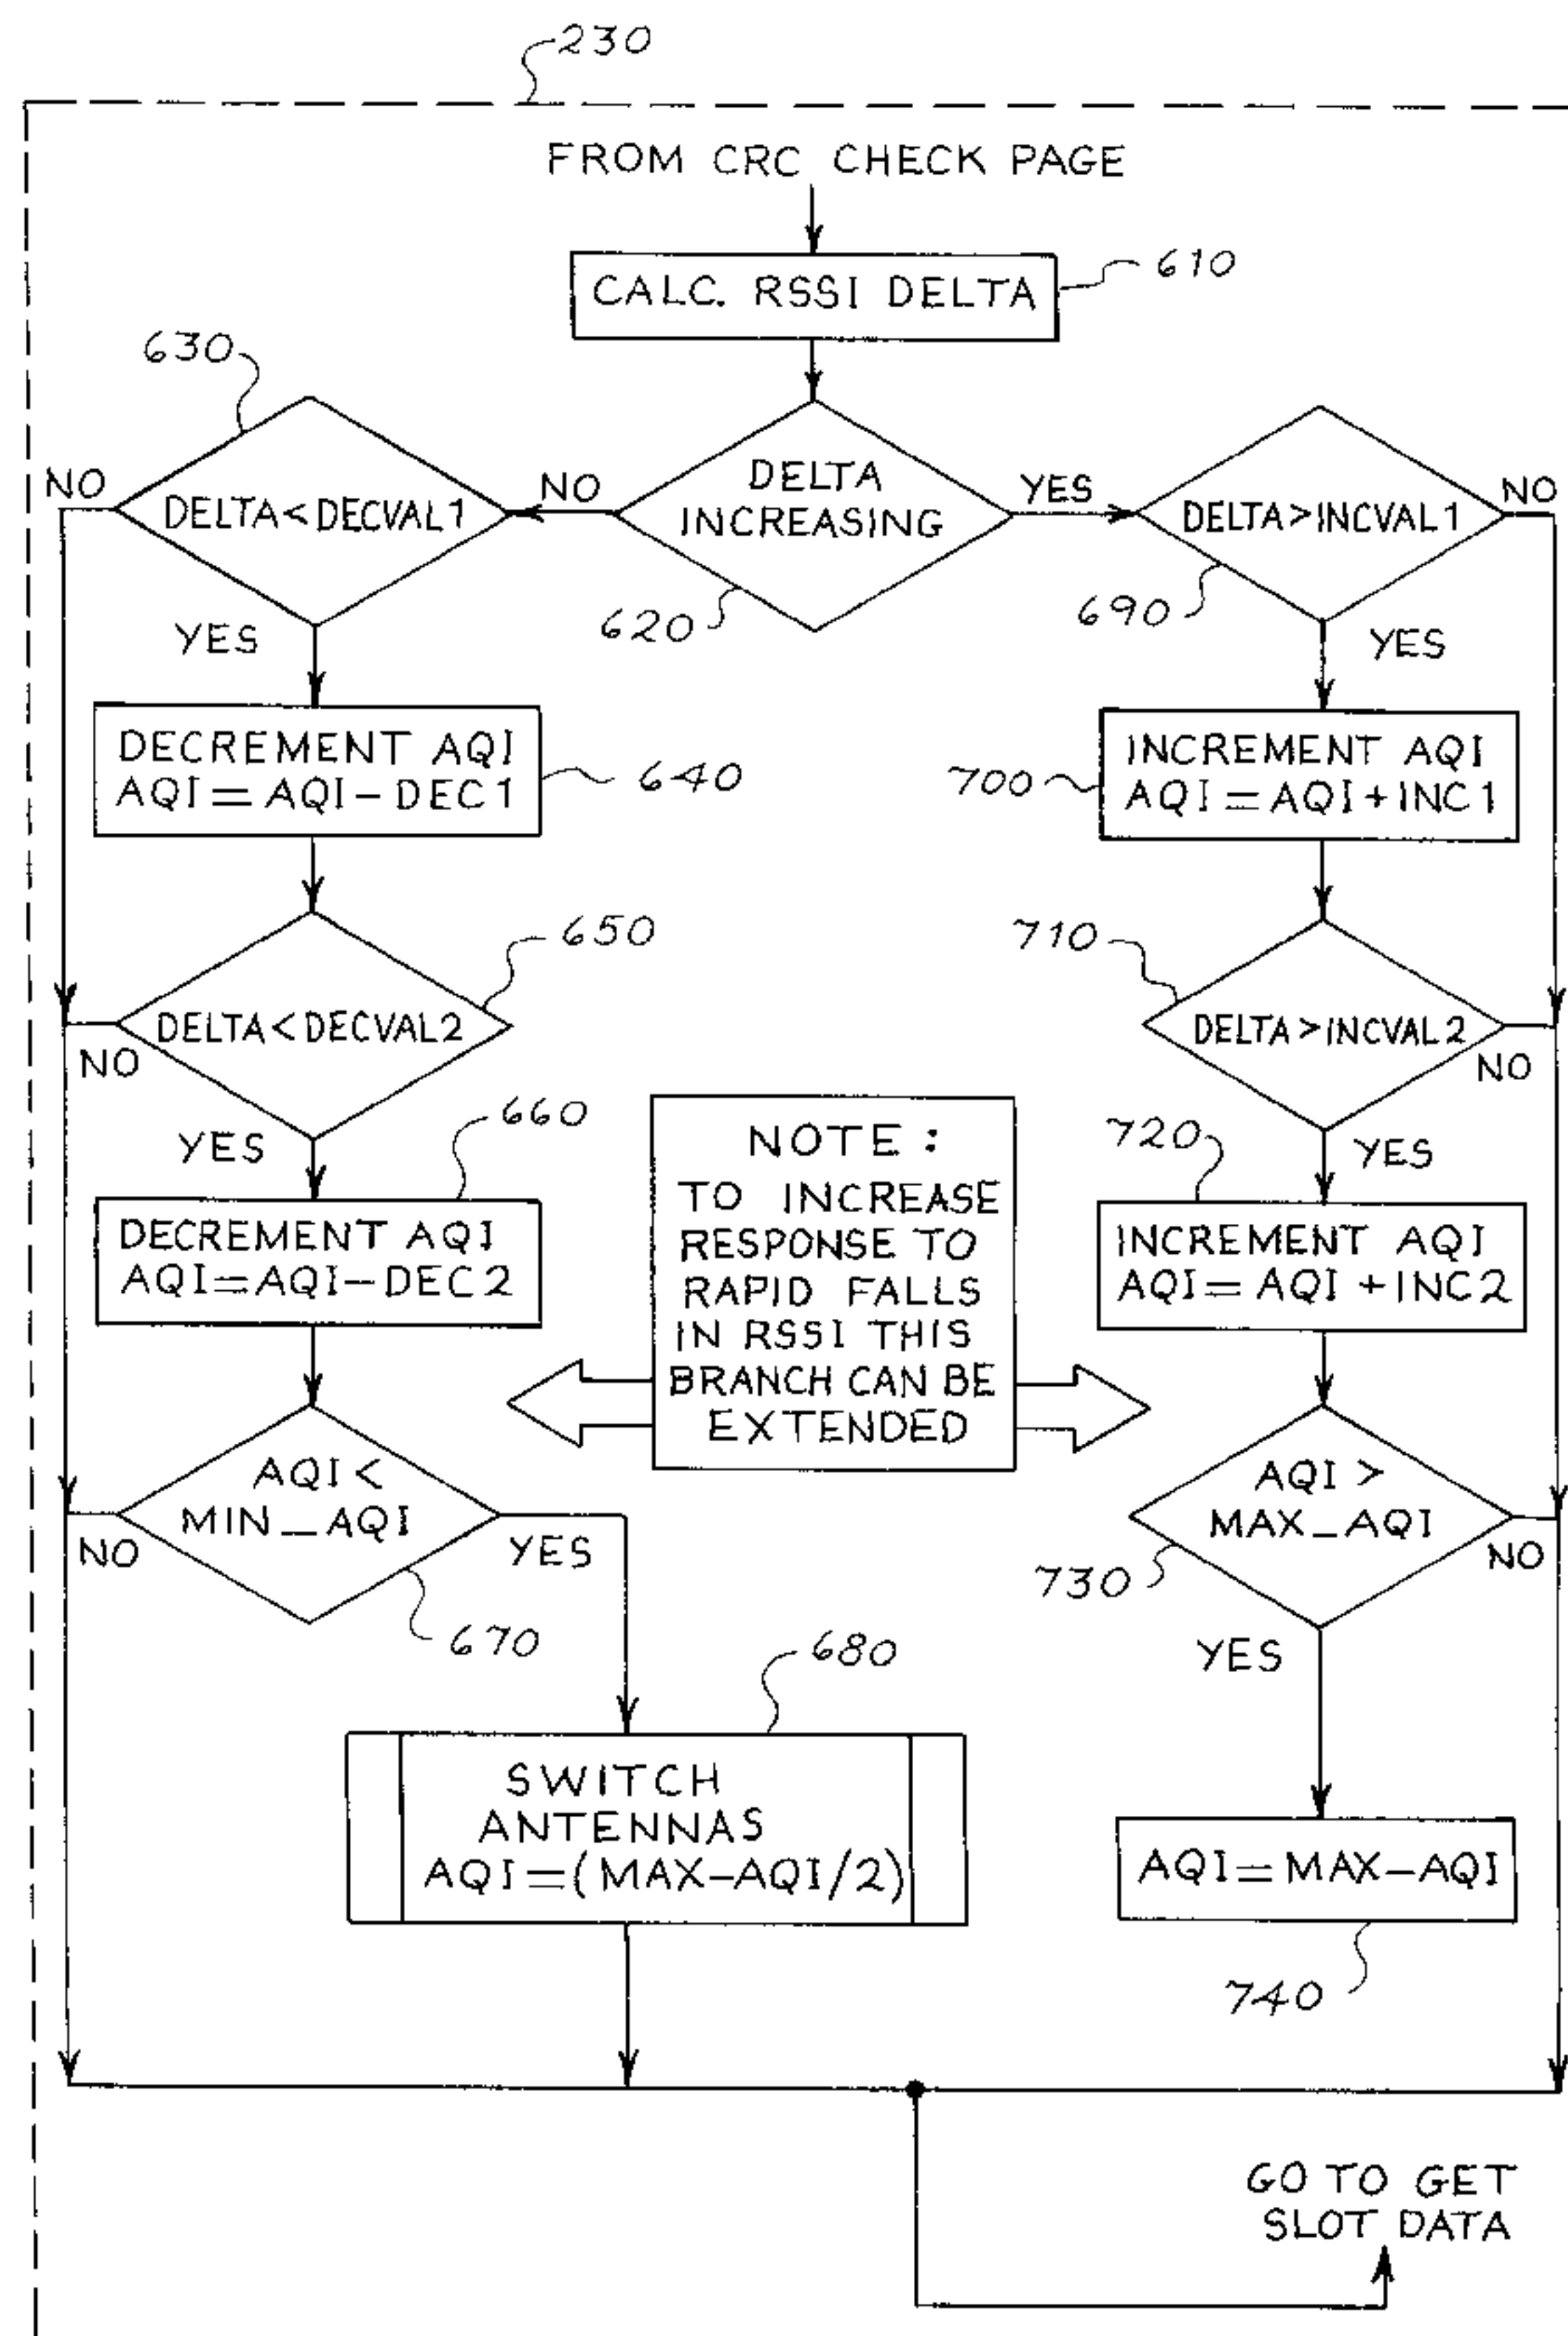 230
FROM CRC CHECK PAGE
CALC. RSSI DELTA
610
630
NO
DELTA<DECVAL1
NO
DELTA
INCREASING
YES
DELTA>INCVAL1
NO
620
690
YES
YES
DECREMENT AQI
AQI=AQI-DEC1
640
700
INCREMENT AQI
AQI=AQI+INC1
650
710
DELTA<DECVAL2
NO
DELTA>INCVAL2
NO
YES
660
NOTE :
TO INCREASE
RESPONSE TO
RAPID FALLS
IN RSSI THIS
BRANCH CAN BE
EXTENDED
720
YES
DECREMENT AQI
AQI=AQI-DEC2
INCREMENT AQI
AQI=AQI+INC2
AQI<
MIN_AQI
NO
YES
AQI >
MAX_AQI
NO
670
730
680
YES
SWITCH
ANTENNAS
AQI=(MAX-AQI/2)
AQI=MAX-AQI
740
GO TO GET
SLOT DATA